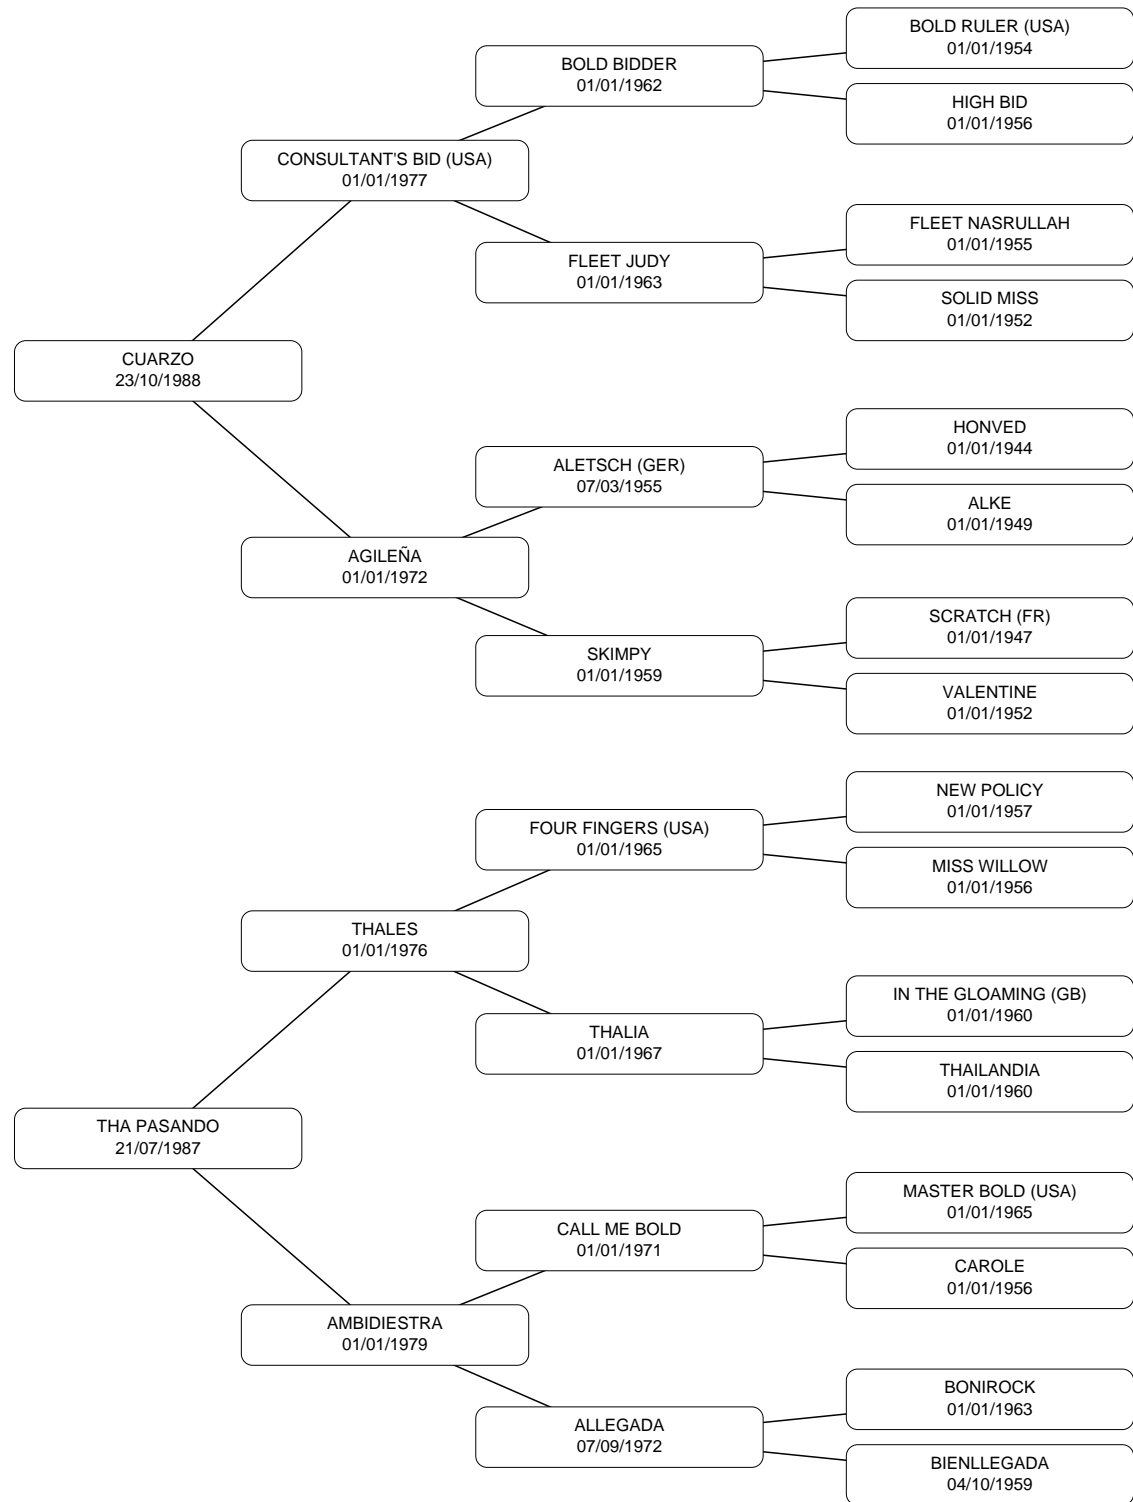 BOLD RULER (USA)
01/01/1954
BOLD BIDDER
01/01/1962
HIGH BID
01/01/1956
CONSULTANT'S BID (USA)
01/01/1977
FLEET NASRULLAH
01/01/1955
FLEET JUDY
01/01/1963
SOLID MISS
01/01/1952
CUARZO
23/10/1988
HONVED
01/01/1944
ALETSCH (GER)
07/03/1955
ALKE
01/01/1949
AGILEÑA
01/01/1972
SCRATCH (FR)
01/01/1947
SKIMPY
01/01/1959
VALENTINE
01/01/1952
NEW POLICY
01/01/1957
FOUR FINGERS (USA)
01/01/1965
MISS WILLOW
01/01/1956
THALES
01/01/1976
IN THE GLOAMING (GB)
01/01/1960
THALIA
01/01/1967
THAILANDIA
01/01/1960
THA PASANDO
21/07/1987
MASTER BOLD (USA)
01/01/1965
CALL ME BOLD
01/01/1971
CAROLE
01/01/1956
AMBIDIESTRA
01/01/1979
BONIROCK
01/01/1963
ALLEGADA
07/09/1972
BIENLLEGADA
04/10/1959